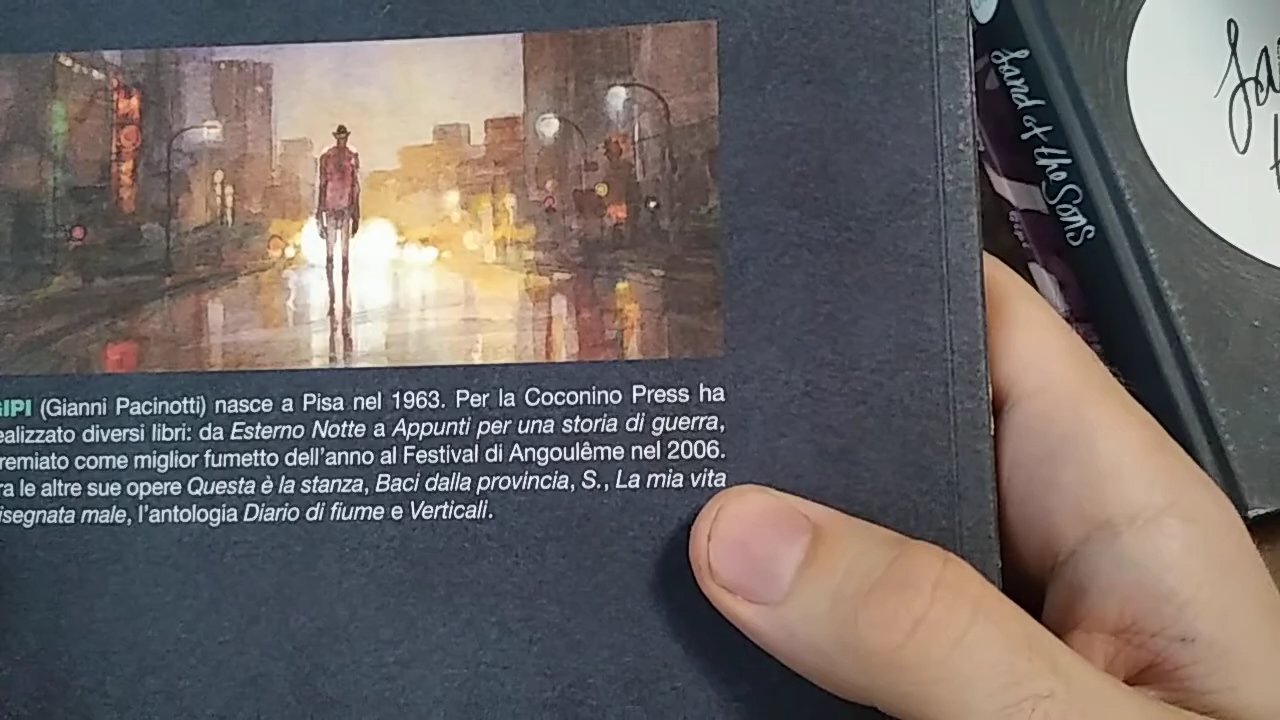 GIPI (Gianni Pacinotti) nasce a Pisa nel 1963. Per la Coconino Press ha
ealizzato diversi libri: da Esterno Notte a Appunti per una storia di guerra,
remiato come miglior fumetto dell'anno al Festival di Angoulême nel 2006.
ra le altre sue opere Questa è la stanza, Baci dalla provincia, S., La mia vita
isegnata male, l'antologia Diario di fiume e Verticali.
Land of the Sons